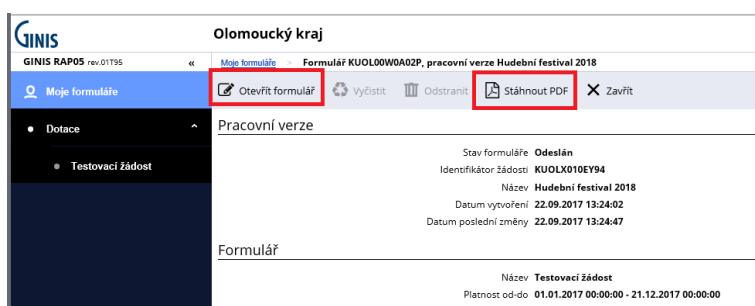 GINIS
Olomoucký kraj
GINIS RAP05 rev.01T95 «
Moje formuláře > Formulář KUOL00W0A02P, pracovní verze Hudební festival 2018
Moje formuláře
Otevřít formulář Vyčistit Odstranit Stáhnout PDF Zavřít
Dotace
Testovací žádost
Pracovní verze
Stav formuláře Odeslán
Identifikátor žádosti KUOLX010EY94
Název Hudební festival 2018
Datum vytvoření 22.09.2017 13:24:02
Datum poslední změny 22.09.2017 13:24:47
Formulář
Název Testovací žádost
Platnost od-do 01.01.2017 00:00:00 - 21.12.2017 00:00:00